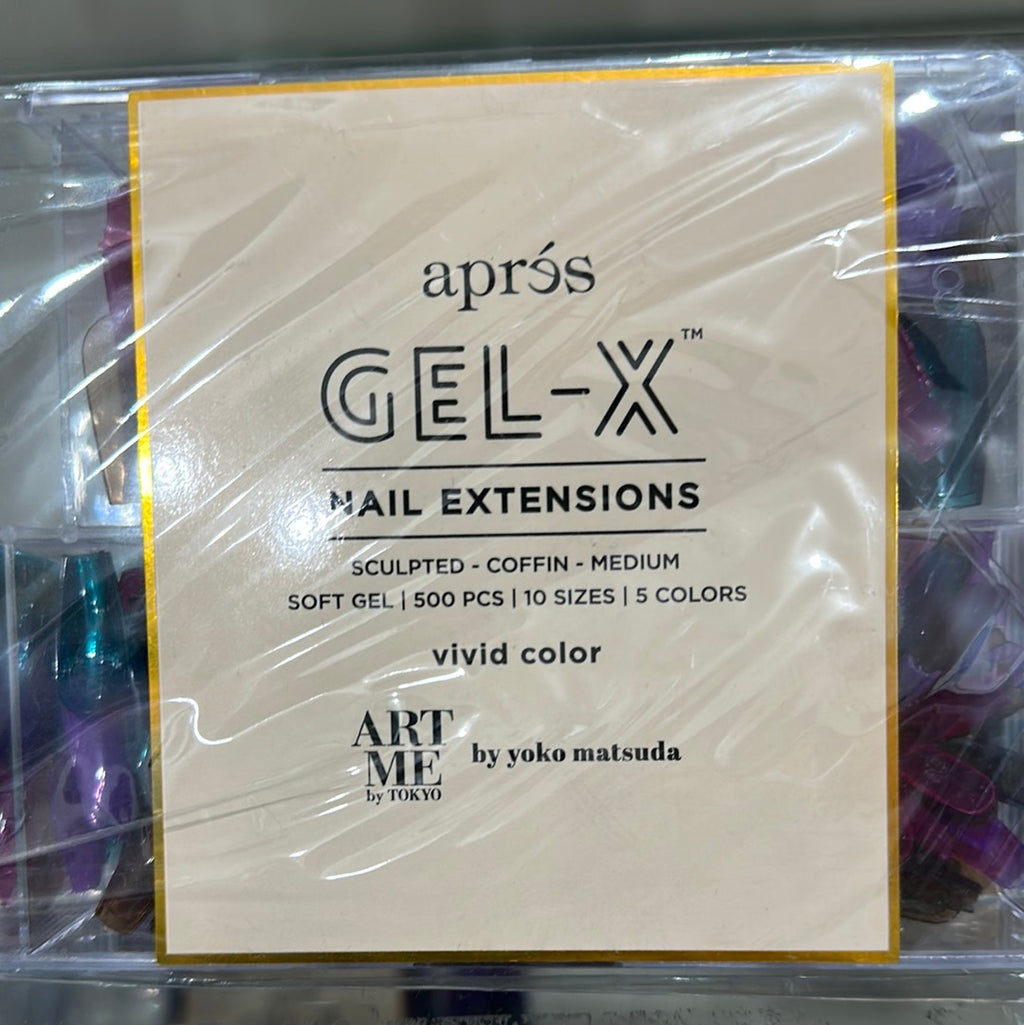 aprés
GEL-X™
NAIL EXTENSIONS
SCULPTED - COFFIN - MEDIUM
SOFT GEL | 500 PCS | 10 SIZES | 5 COLORS
vivid color
ART
ME
by TOKYO
by yoko matsuda